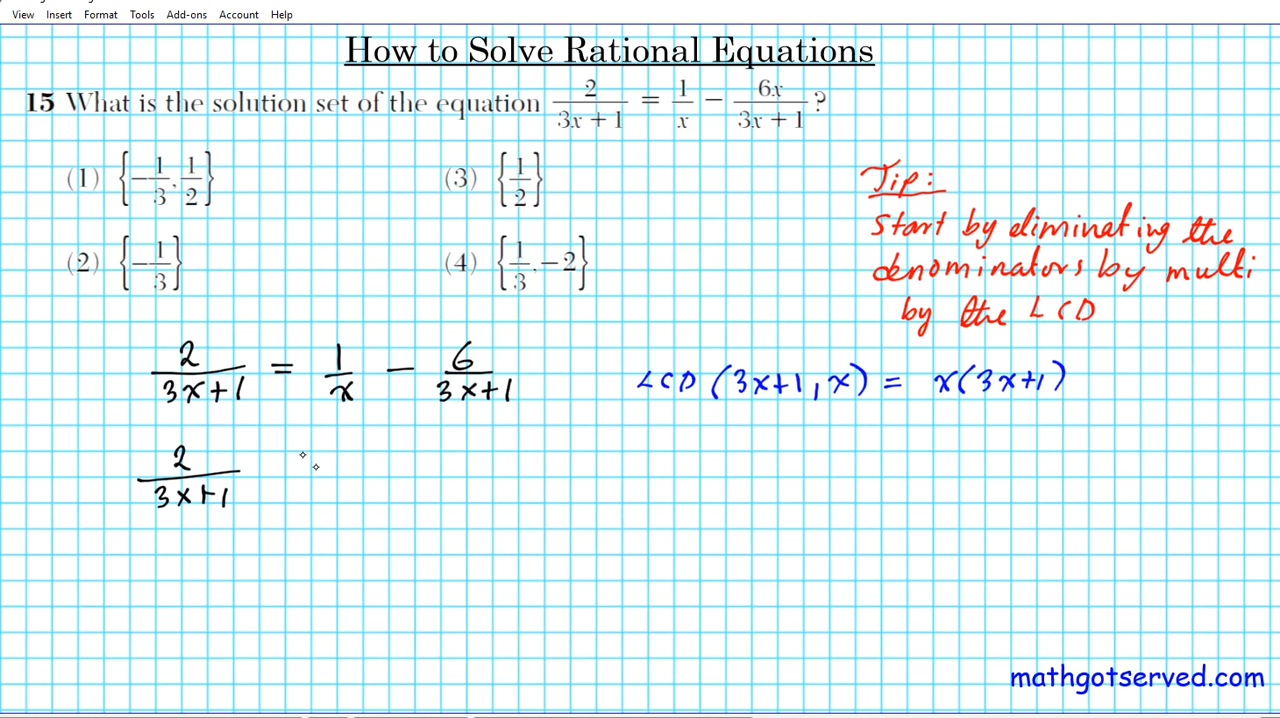 View Insert Format Tools Add-ons Account Help
How to Solve Rational Equations
15 What is the solution set of the equation 2/(3x + 1) = 1/x − 6x/(3x + 1) ?
(1) {−1/3, 1/2}
(3) {1/2}
(2) {−1/3}
(4) {1/3, −2}
Tip:
Start by eliminating the
denominators by multi
by the LCD
2/(3x+1) = 1/x − 6/(3x+1)
LCD (3x+1, x) = x(3x+1)
2/(3x+1)
mathgotserved.com